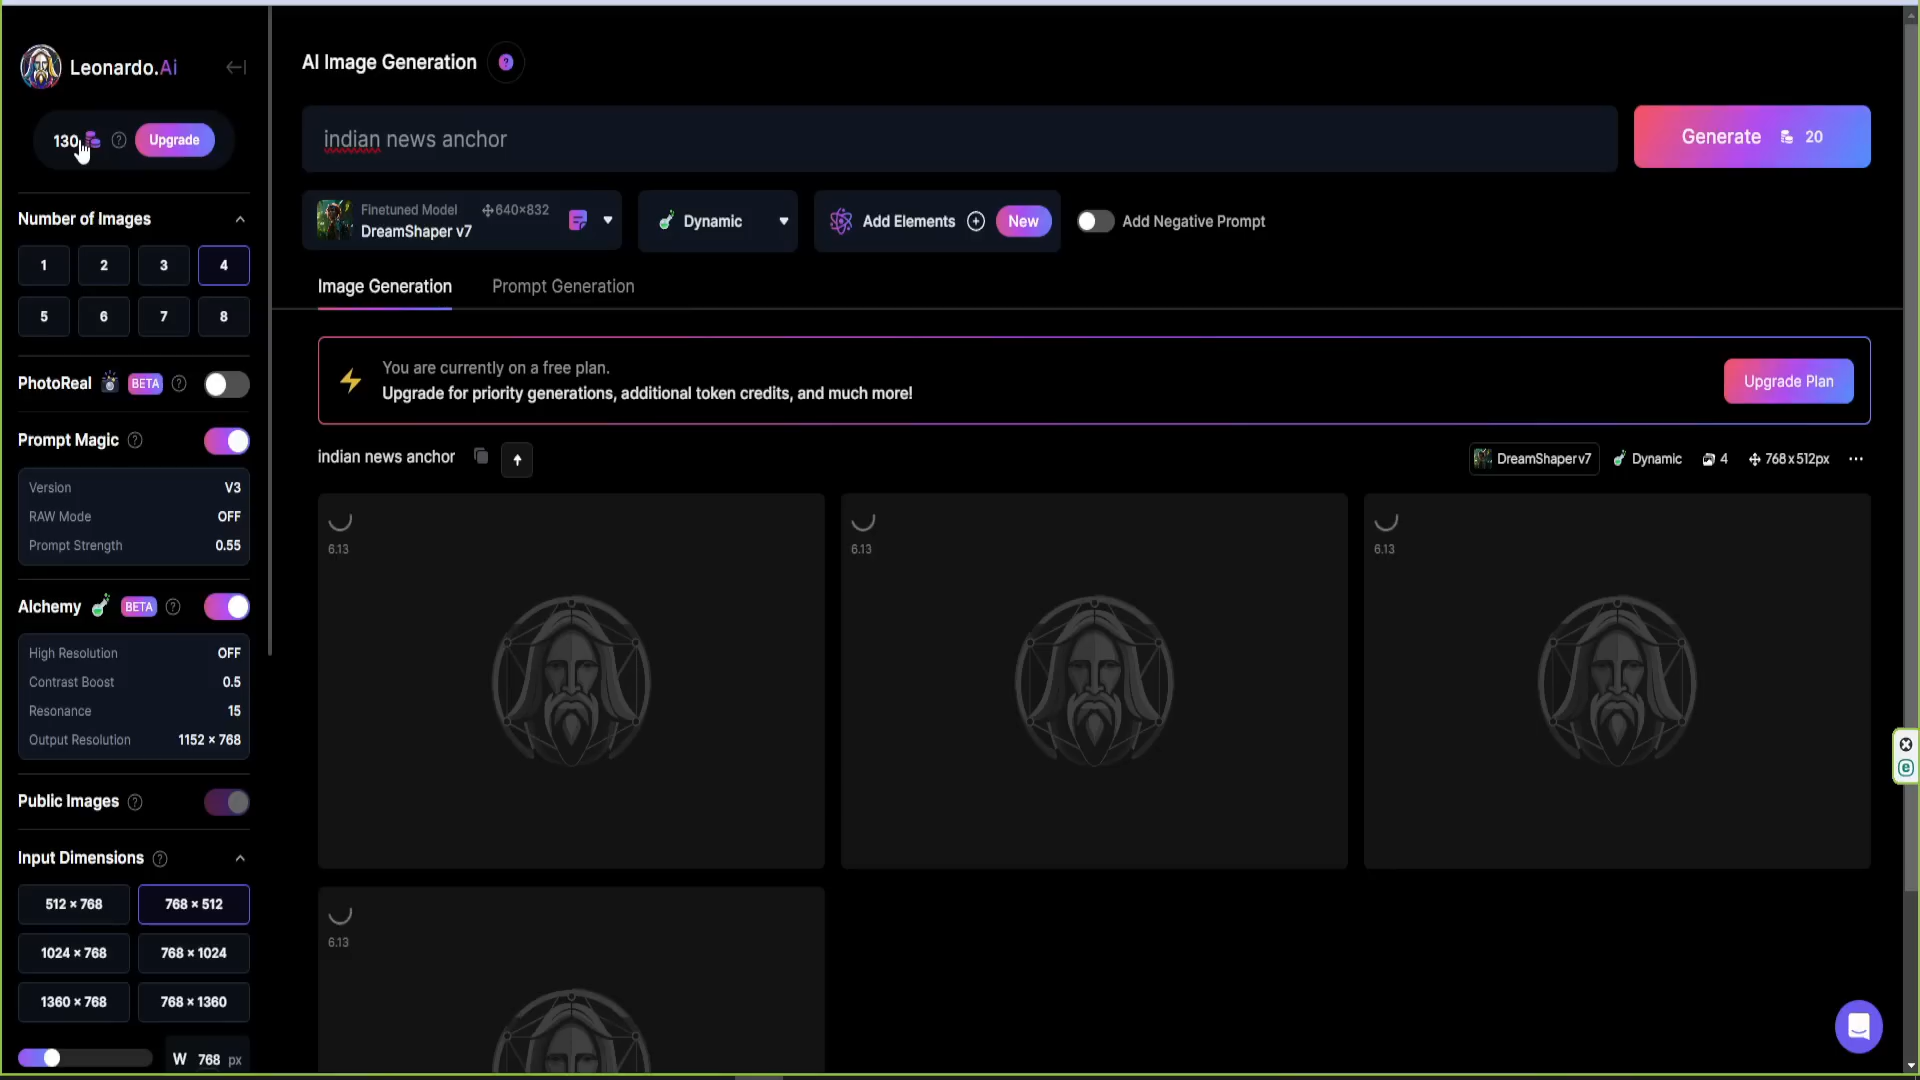 Leonardo.Ai
130
Upgrade
Number of Images
1 2 3 4
5 6 7 8
PhotoReal BETA
Prompt Magic
Version V3
RAW Mode OFF
Prompt Strength 0.55
Alchemy BETA
High Resolution OFF
Contrast Boost 0.5
Resonance 15
Output Resolution 1152 × 768
Public Images
Input Dimensions
512 × 768 768 × 512
1024 × 768 768 × 1024
1360 × 768 768 × 1360
W 768 px
AI Image Generation
indian news anchor
Generate 20
Finetuned Model 640×832
DreamShaper v7
Dynamic
Add Elements New
Add Negative Prompt
Image Generation Prompt Generation
You are currently on a free plan.
Upgrade for priority generations, additional token credits, and much more!
Upgrade Plan
indian news anchor
DreamShaper v7 Dynamic 4 768x512px
6.13 6.13 6.13
6.13